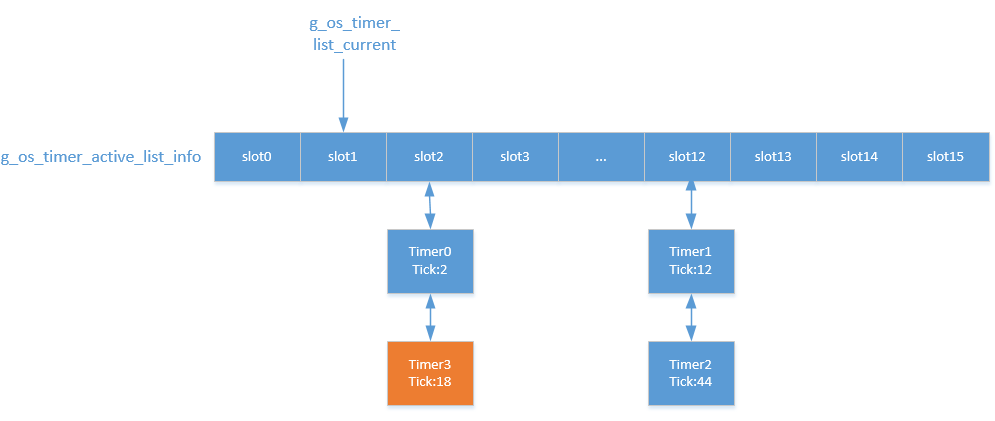 g_os_timer_
list_current
g_os_timer_active_list_info
slot0
slot1
slot2
slot3
...
slot12
slot13
slot14
slot15
Timer0
Tick:2
Timer1
Tick:12
Timer3
Tick:18
Timer2
Tick:44